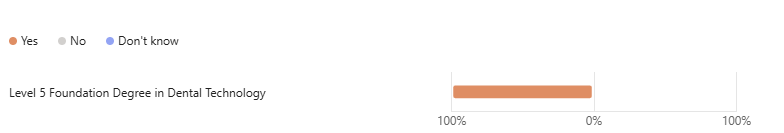 Yes No Don't know
Level 5 Foundation Degree in Dental Technology
100% 0% 100%